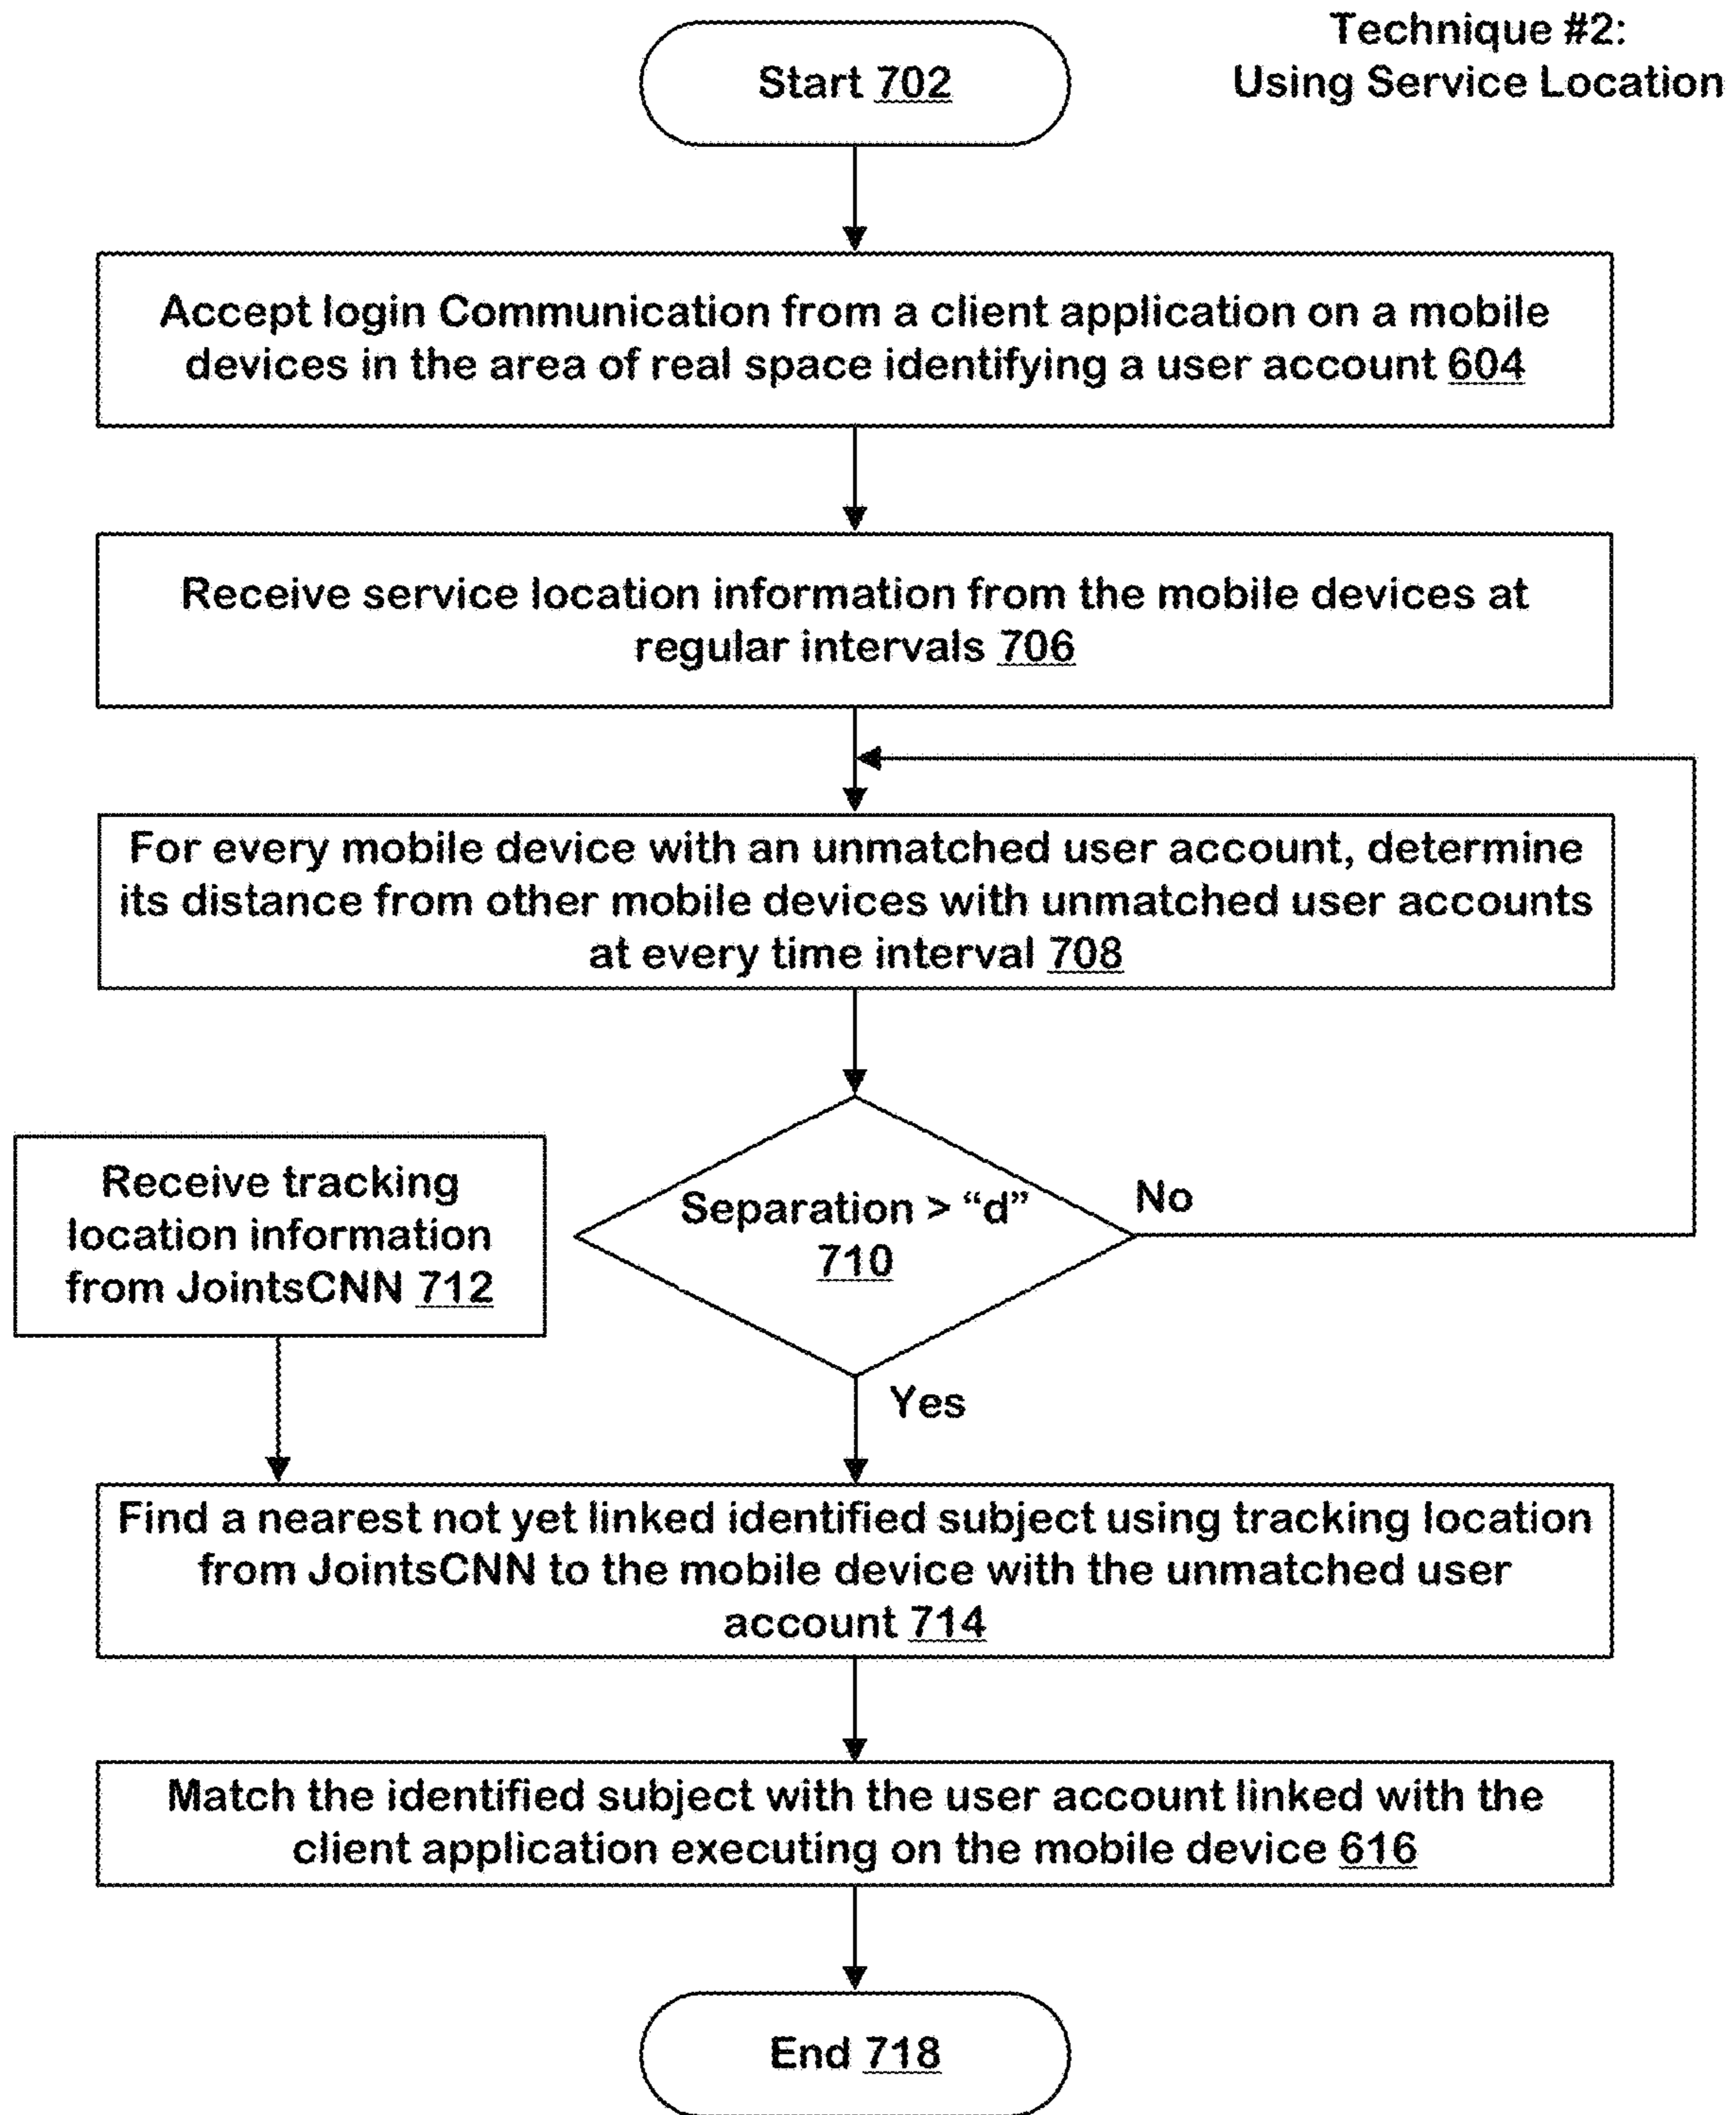 Technique #2:
Using Service Location
Start 702
Accept login Communication from a client application on a mobile
devices in the area of real space identifying a user account 604
Receive service location information from the mobile devices at
regular intervals 706
For every mobile device with an unmatched user account, determine
its distance from other mobile devices with unmatched user accounts
at every time interval 708
Separation > “d”
710
No
Receive tracking
location information
from JointsCNN 712
Yes
Find a nearest not yet linked identified subject using tracking location
from JointsCNN to the mobile device with the unmatched user
account 714
Match the identified subject with the user account linked with the
client application executing on the mobile device 616
End 718